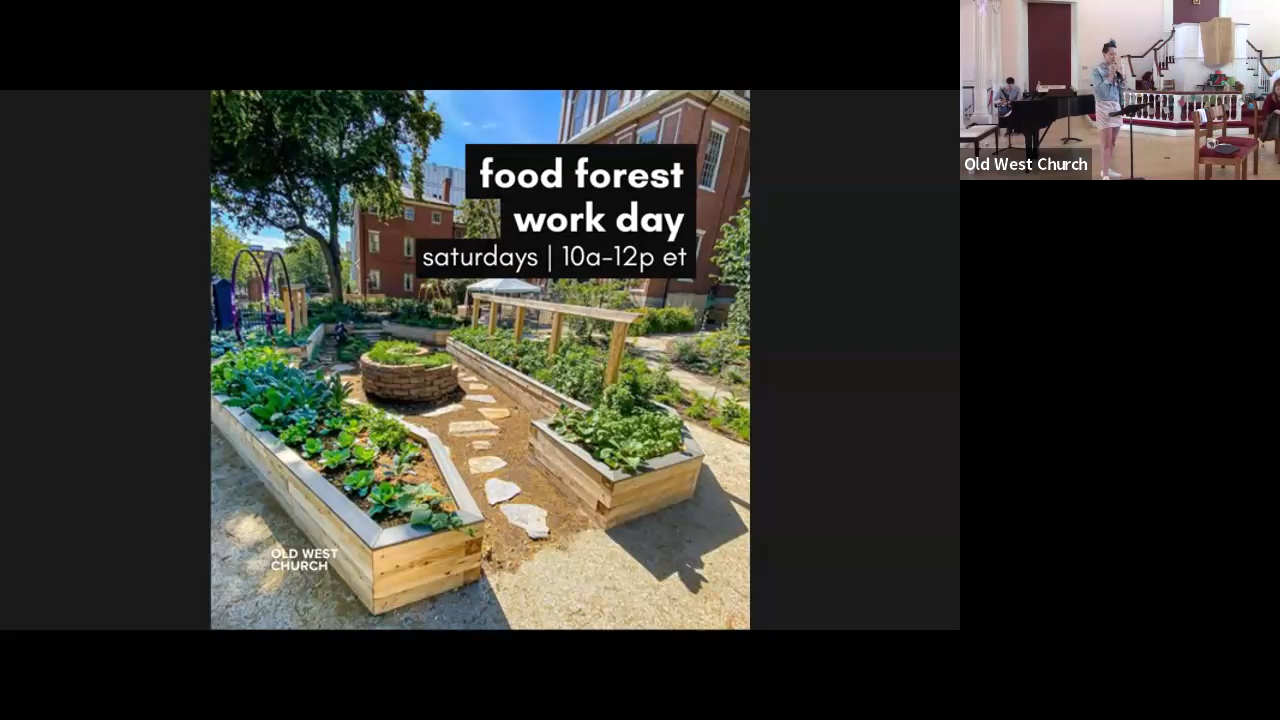 food forest
work day
saturdays | 10a-12p et
OLD WEST
CHURCH
Old West Church